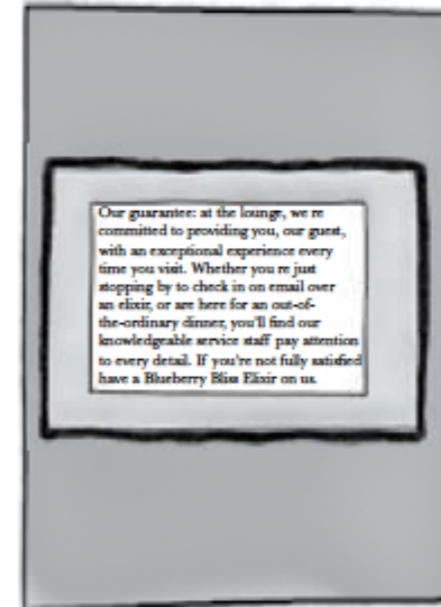 Our guarantee: at the lounge, we re
committed to providing you, our guest,
with an exceptional experience every
time you visit. Whether you re just
stopping by to check in on email over
an elixir, or are here for an out-of-
the-ordinary dinner, you'll find our
knowledgeable service staff pay attention
to every detail. If you're not fully satisfied
have a Blueberry Bliss Elixir on us.